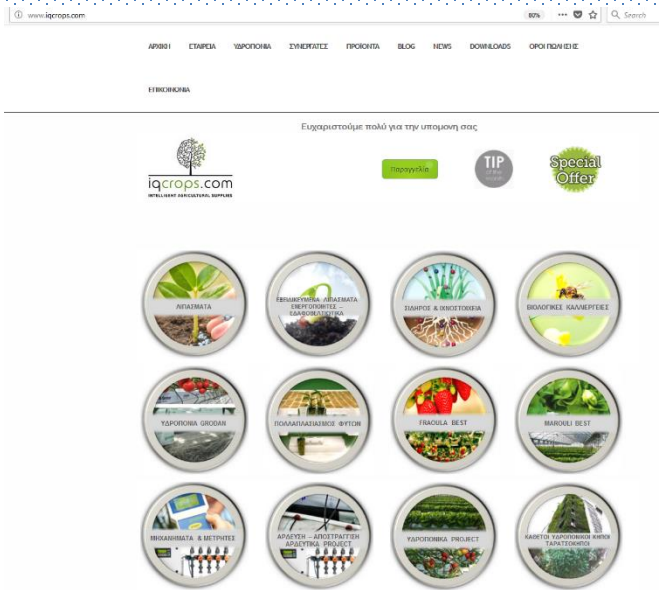 www.iqcrops.com
80%
Search
ΑΡΧΙΚΗ ΕΤΑΙΡΕΙΑ ΥΔΡΟΠΟΝΙΑ ΣΥΝΕΡΓΑΤΕΣ ΠΡΟΪΟΝΤΑ BLOG NEWS DOWNLOADS ΟΡΟΙ ΠΩΛΗΣΗΣ
ΕΠΙΚΟΙΝΩΝΙΑ
Ευχαριστούμε πολύ για την υπομονη σας
iqcrops.com
INTELLIGENT AGRICULTURAL SUPPLIES
Παραγγελία
TIP
of the
month
Special
Offer
ΛΙΠΑΣΜΑΤΑ
ΕΞΕΙΔΙΚΕΥΜΕΝΑ ΛΙΠΑΣΜΑΤΑ
ΕΝΕΡΓΟΠΟΙΗΤΕΣ –
ΕΔΑΦΟΒΕΛΤΙΩΤΙΚΑ
ΣΙΔΗΡΟΣ & ΙΧΝΟΣΤΟΙΧΕΙΑ
ΒΙΟΛΟΓΙΚΕΣ ΚΑΛΛΙΕΡΓΕΙΕΣ
ΥΔΡΟΠΟΝΙΑ GRODAN
ΠΟΛΛΑΠΛΑΣΙΑΣΜΟΣ ΦΥΤΩΝ
FRAOULA BEST
MAROULI BEST
ΜΗΧΑΝΗΜΑΤΑ & ΜΕΤΡΗΤΕΣ
ΑΡΔΕΥΣΗ – ΑΠΟΣΤΡΑΓΓΙΣΗ
ΑΡΔΕΥΤΙΚΑ PROJECT
ΥΔΡΟΠΟΝΙΚΑ PROJECT
ΚΑΘΕΤΟΙ ΥΔΡΟΠΟΝΙΚΟΙ ΚΗΠΟΙ
ΤΑΡΑΤΣΟΚΗΠΟΙ